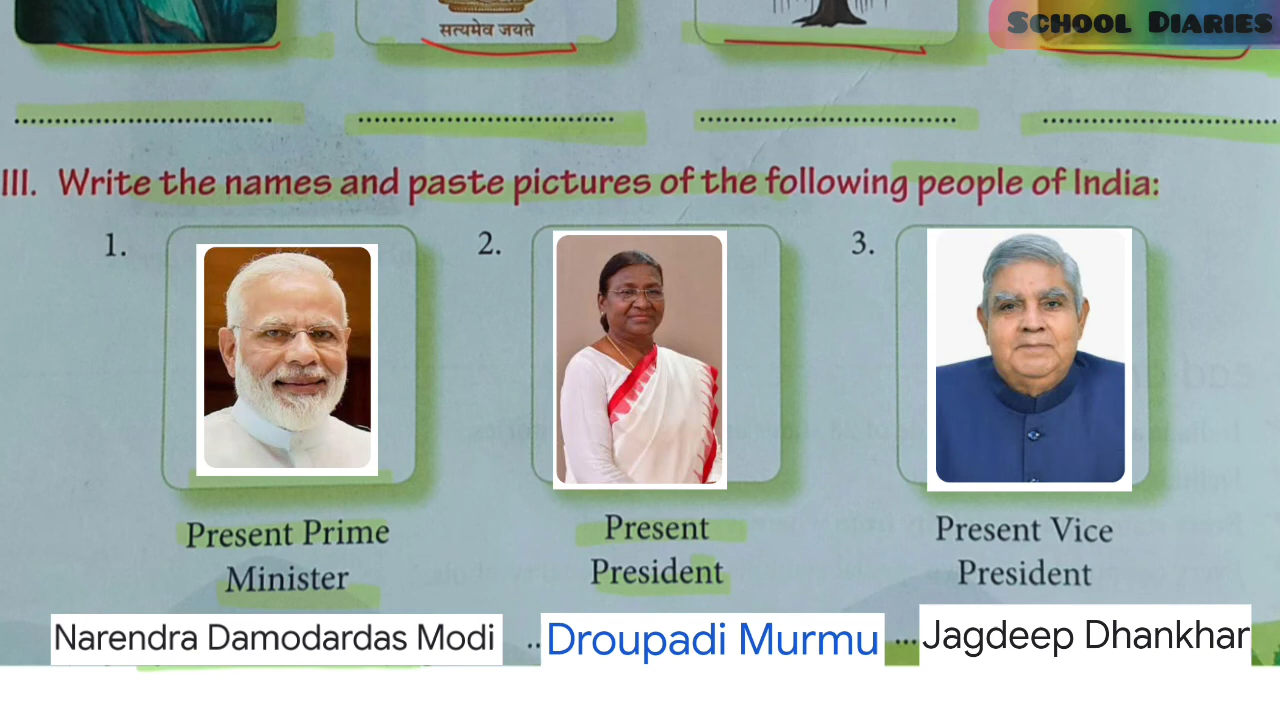 SCHOOL DIARIES
सत्यमेव जयते
III. Write the names and paste pictures of the following people of India:
1. 2. 3.
Present Prime Minister
Present President
Present Vice President
Narendra Damodardas Modi
Droupadi Murmu
Jagdeep Dhankhar